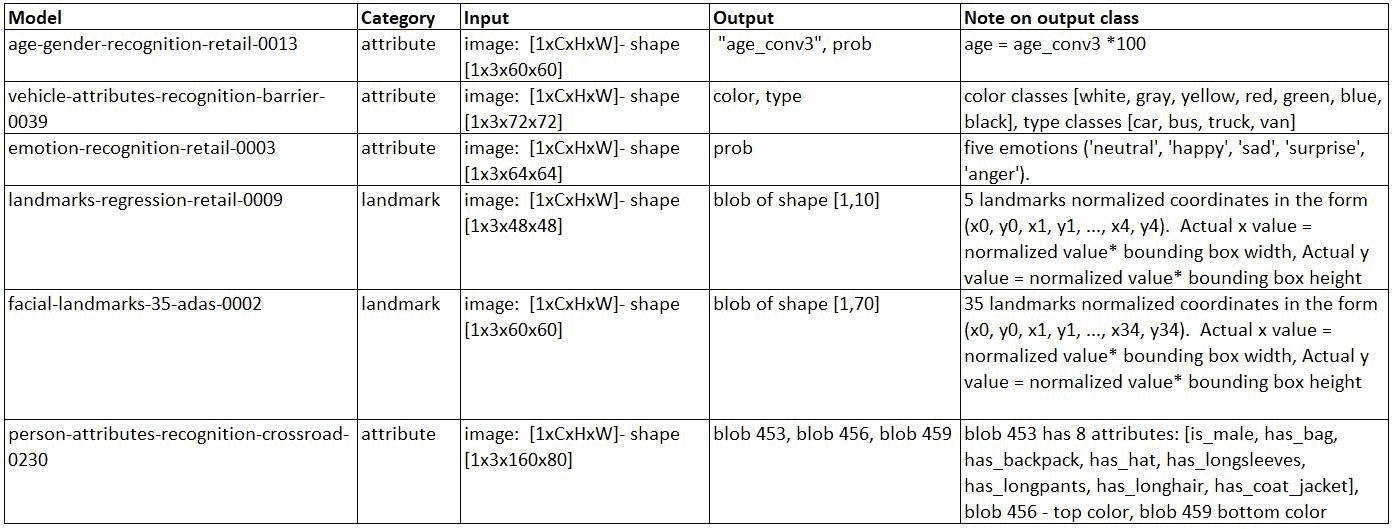 Model Category Input Output Note on output class
age-gender-recognition-retail-0013 attribute image:  [1xCxHxW]- shape "age_conv3", prob age = age_conv3 *100
[1x3x60x60]
vehicle-attributes-recognition-barrier- attribute image:  [1xCxHxW]- shape color, type color classes [white, gray, yellow, red, green, blue,
0039 [1x3x72x72] black], type classes [car, bus, truck, van]
emotion-recognition-retail-0003 attribute image:  [1xCxHxW]- shape prob five emotions ('neutral', 'happy', 'sad', 'surprise',
[1x3x64x64] 'anger').
landmarks-regression-retail-0009 landmark image:  [1xCxHxW]- shape blob of shape [1,10] 5 landmarks normalized coordinates in the form
[1x3x48x48] (x0, y0, x1, y1, ..., x4, y4).  Actual x value =
normalized value* bounding box width, Actual y
value = normalized value* bounding box height
facial-landmarks-35-adas-0002 landmark image:  [1xCxHxW]- shape blob of shape [1,70] 35 landmarks normalized coordinates in the form
[1x3x60x60] (x0, y0, x1, y1, ..., x34, y34).  Actual x value =
normalized value* bounding box width, Actual y
value = normalized value* bounding box height
person-attributes-recognition-crossroad- attribute image:  [1xCxHxW]- shape blob 453, blob 456, blob 459 blob 453 has 8 attributes: [is_male, has_bag,
0230 [1x3x160x80] has_backpack, has_hat, has_longsleeves,
has_longpants, has_longhair, has_coat_jacket],
blob 456 - top color, blob 459 bottom color